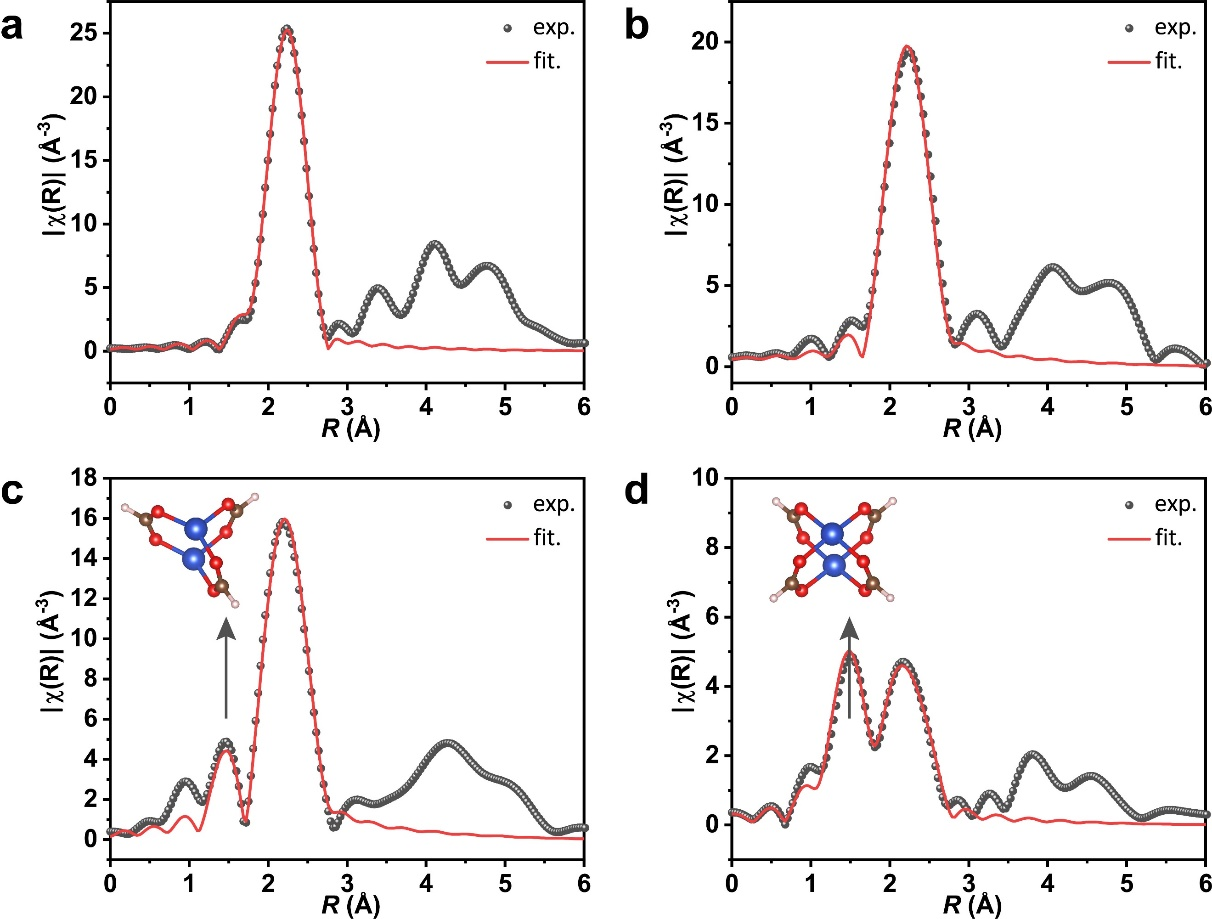 a
25
20
15
10
5
0
|χ(R)| (Å⁻³)
exp.
fit.
0 1 2 3 4 5 6
R (Å)
b
20
15
10
5
0
|χ(R)| (Å⁻³)
exp.
fit.
0 1 2 3 4 5 6
R (Å)
c
18
16
14
12
10
8
6
4
2
0
|χ(R)| (Å⁻³)
exp.
fit.
0 1 2 3 4 5 6
R (Å)
d
10
8
6
4
2
0
|χ(R)| (Å⁻³)
exp.
fit.
0 1 2 3 4 5 6
R (Å)